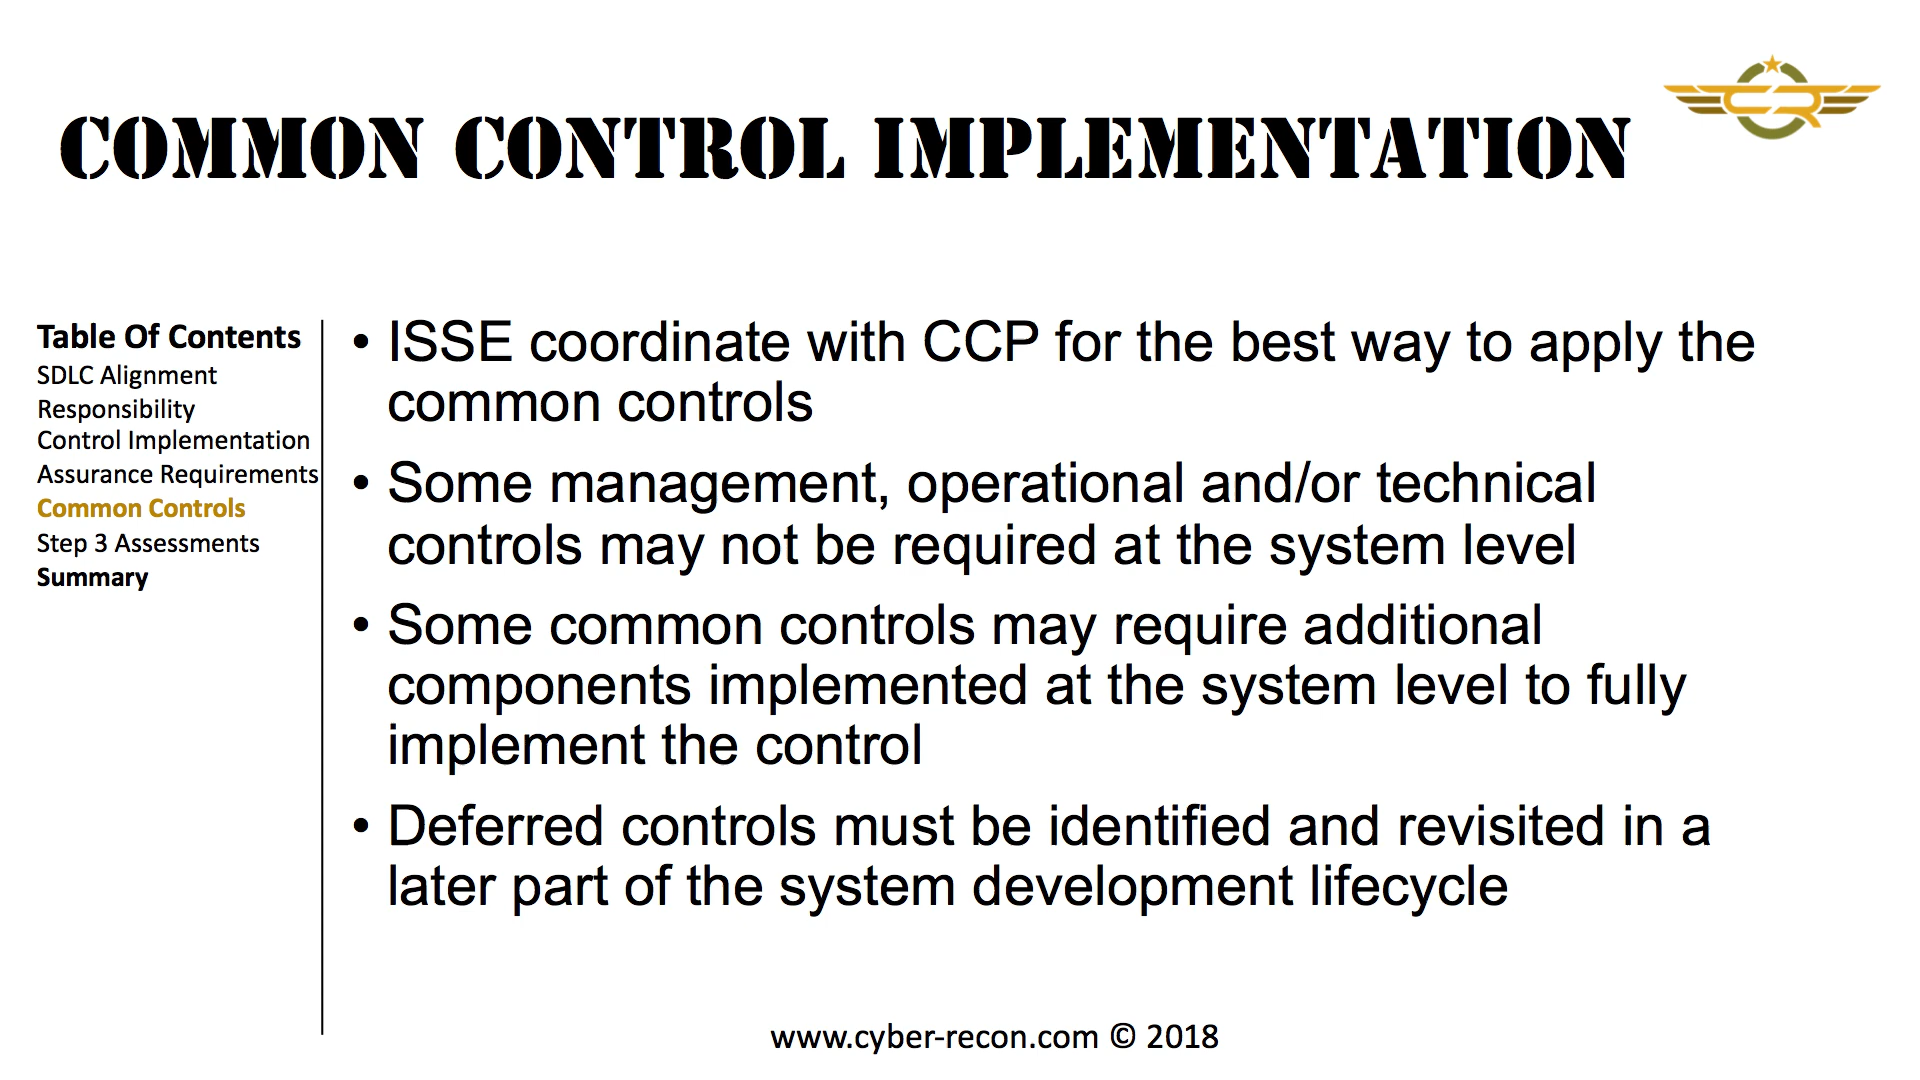 COMMON CONTROL IMPLEMENTATION
CR
Table Of Contents
SDLC Alignment
Responsibility
Control Implementation
Assurance Requirements
Common Controls
Step 3 Assessments
Summary
• ISSE coordinate with CCP for the best way to apply the
common controls
• Some management, operational and/or technical
controls may not be required at the system level
• Some common controls may require additional
components implemented at the system level to fully
implement the control
• Deferred controls must be identified and revisited in a
later part of the system development lifecycle
www.cyber-recon.com © 2018